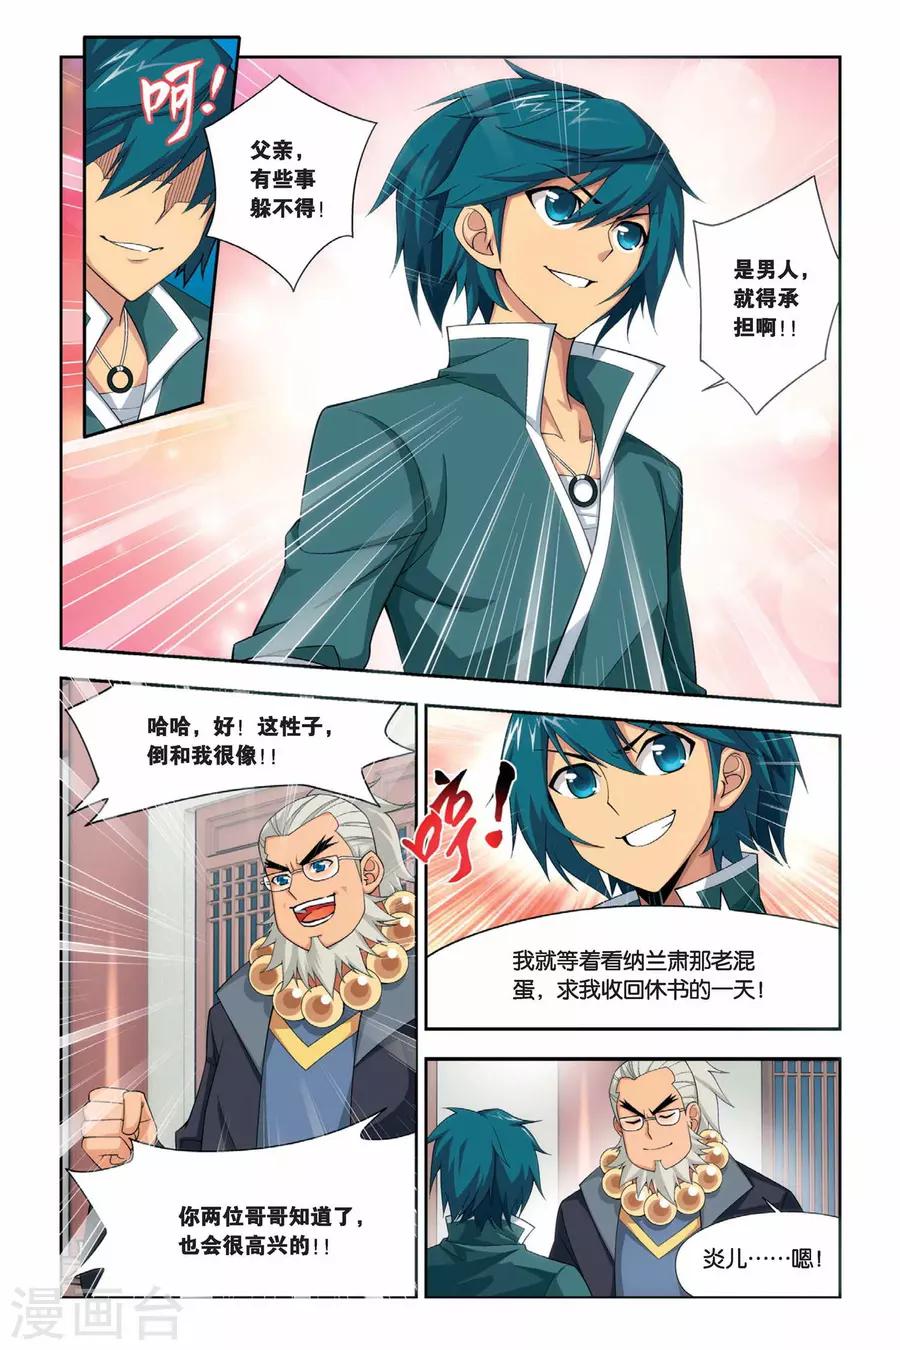 呵！
父亲，
有些事
躲不得！
是男人，
就得承
担啊！！
哈哈，好！这性子，
倒和我很像！！
哼！
我就等着看纳兰肃那老混
蛋，求我收回休书的一天！
你两位哥哥知道了，
也会很高兴的！！
炎儿……嗯！
漫画台